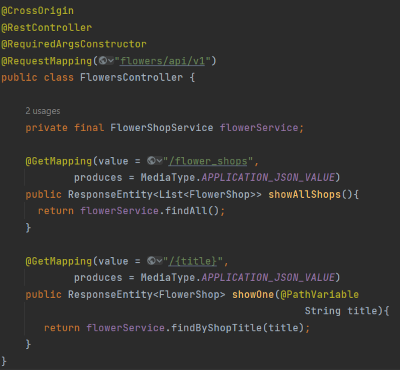 @CrossOrigin
@RestController
@RequiredArgsConstructor
@RequestMapping("flowers/api/v1")
public class FlowersController {
2 usages
private final FlowerShopService flowerService;
@GetMapping(value = "/flower_shops",
produces = MediaType.APPLICATION_JSON_VALUE)
public ResponseEntity<List<FlowerShop>> showAllShops(){
return flowerService.findAll();
}
@GetMapping(value = "/{title}",
produces = MediaType.APPLICATION_JSON_VALUE)
public ResponseEntity<FlowerShop> showOne(@PathVariable
String title){
return flowerService.findByShopTitle(title);
}
}